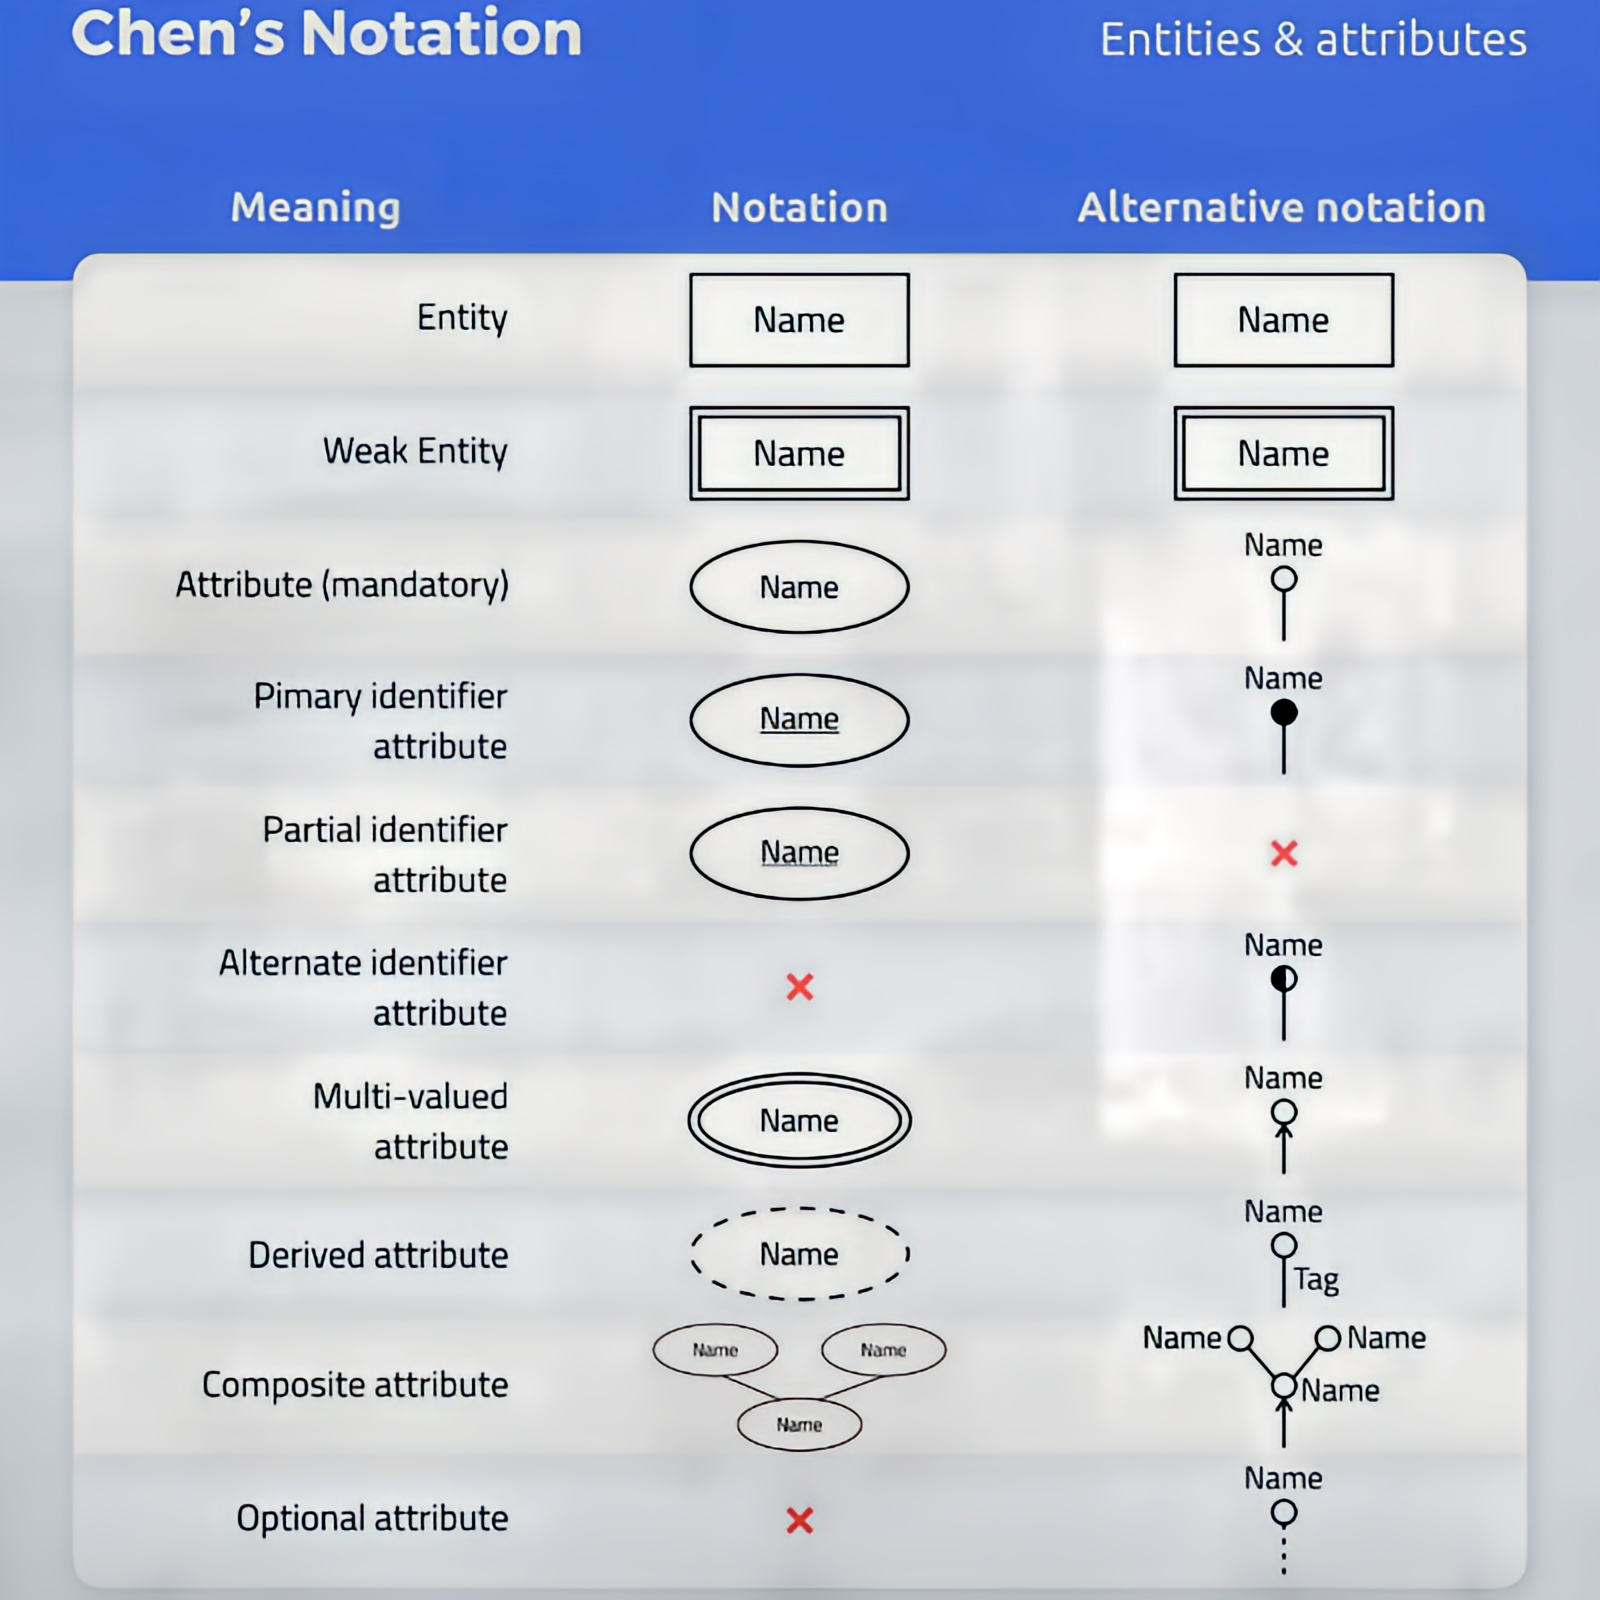 Chen's Notation
Entities & attributes
Meaning
Notation
Alternative notation
Entity
Name
Name
Weak Entity
Name
Name
Attribute (mandatory)
Name
Name
Pimary identifier
attribute
Name
Name
Partial identifier
attribute
Name
Alternate identifier
attribute
Name
Multi-valued
attribute
Name
Name
Derived attribute
Name
Name
Tag
Composite attribute
Name
Name
Name
Name
Name
Name
Optional attribute
Name